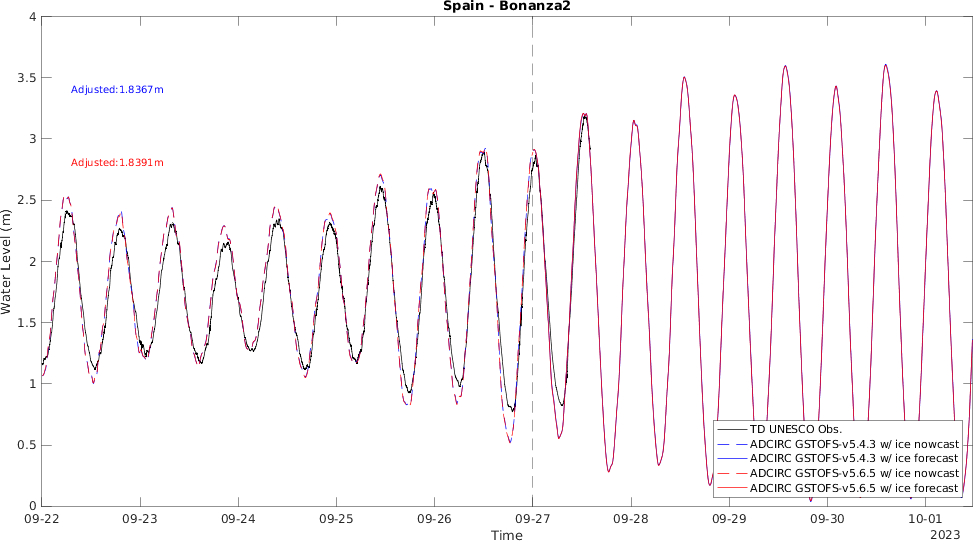 Spain - Bonanza2
4
3.5
3
2.5
2
1.5
1
0.5
0
Water Level (m)
Adjusted:1.8367m
Adjusted:1.8391m
TD UNESCO Obs.
ADCIRC GSTOFS-v5.4.3 w/ ice nowcast
ADCIRC GSTOFS-v5.4.3 w/ ice forecast
ADCIRC GSTOFS-v5.6.5 w/ ice nowcast
ADCIRC GSTOFS-v5.6.5 w/ ice forecast
09-22 09-23 09-24 09-25 09-26 09-27 09-28 09-29 09-30 10-01
Time
2023